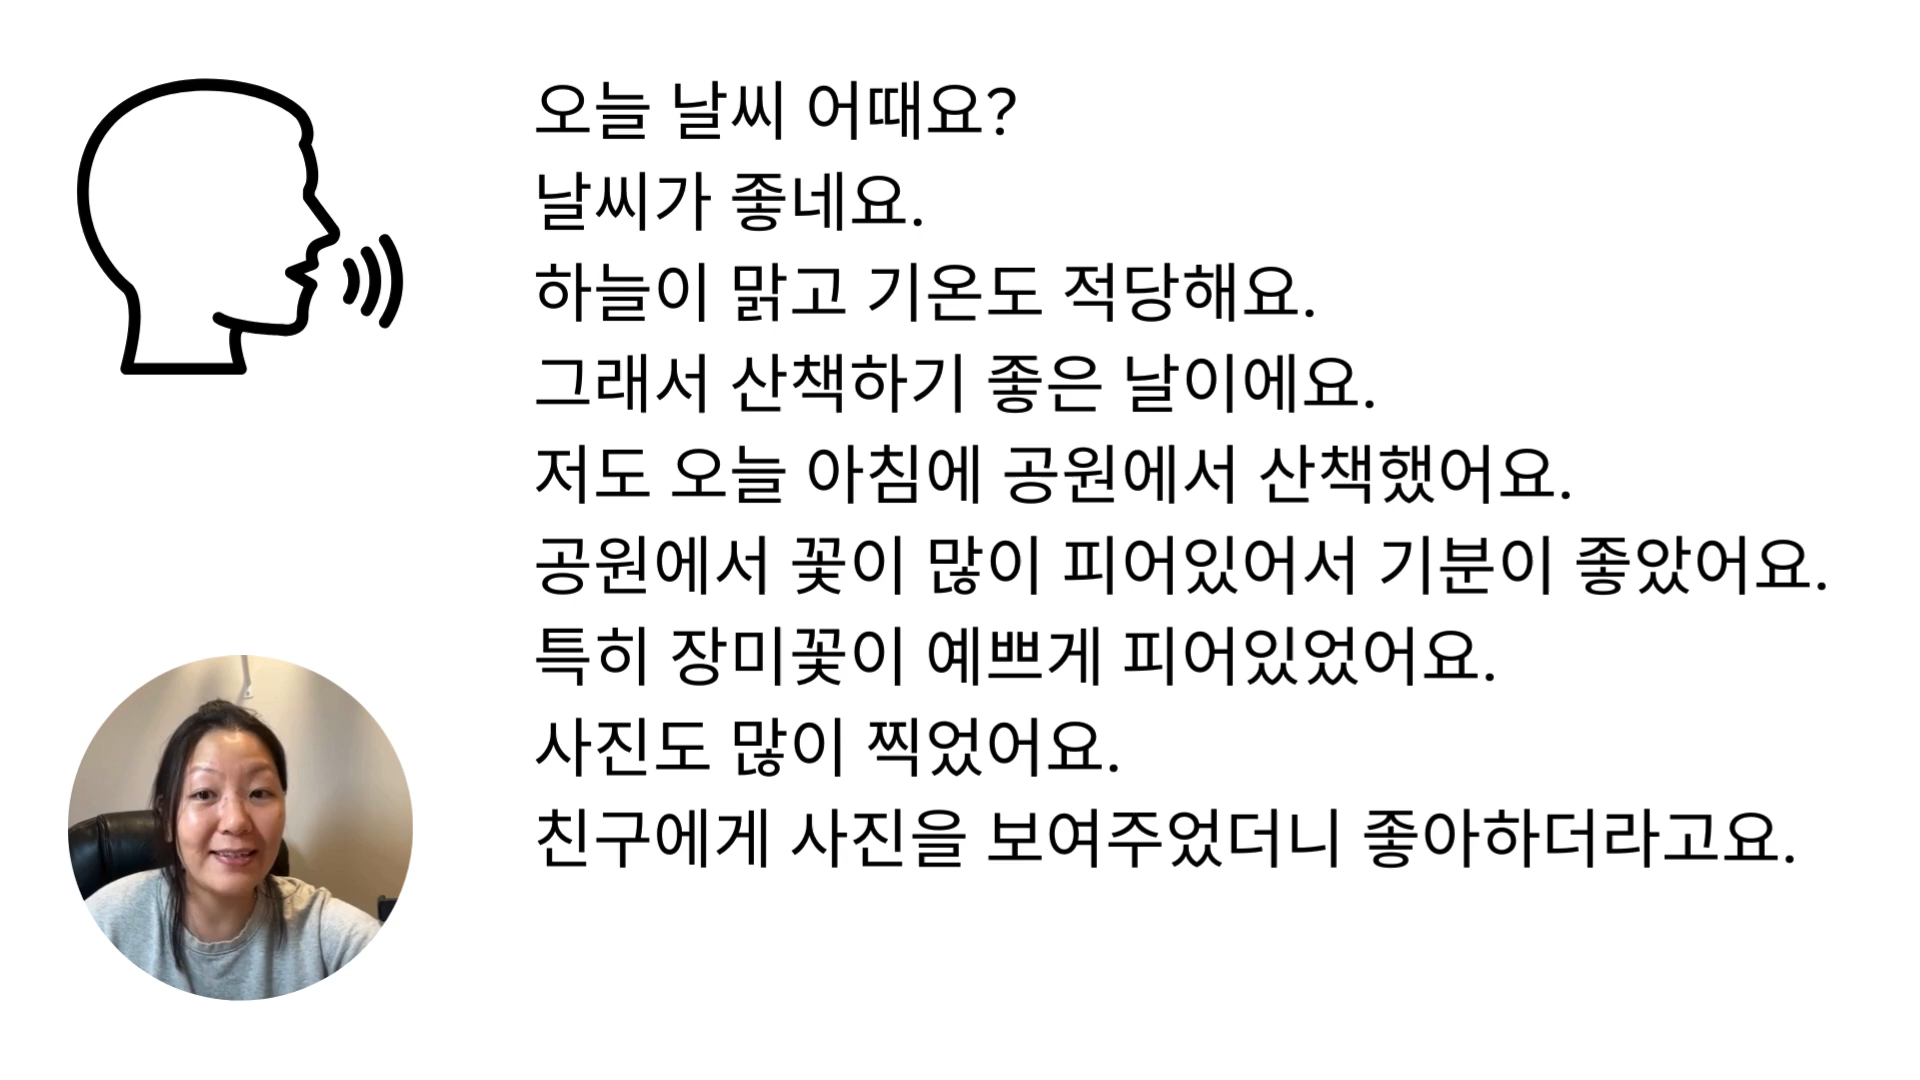 오늘 날씨 어때요?
날씨가 좋네요.
하늘이 맑고 기온도 적당해요.
그래서 산책하기 좋은 날이에요.
저도 오늘 아침에 공원에서 산책했어요.
공원에서 꽃이 많이 피어있어서 기분이 좋았어요.
특히 장미꽃이 예쁘게 피어있었어요.
사진도 많이 찍었어요.
친구에게 사진을 보여주었더니 좋아하더라고요.